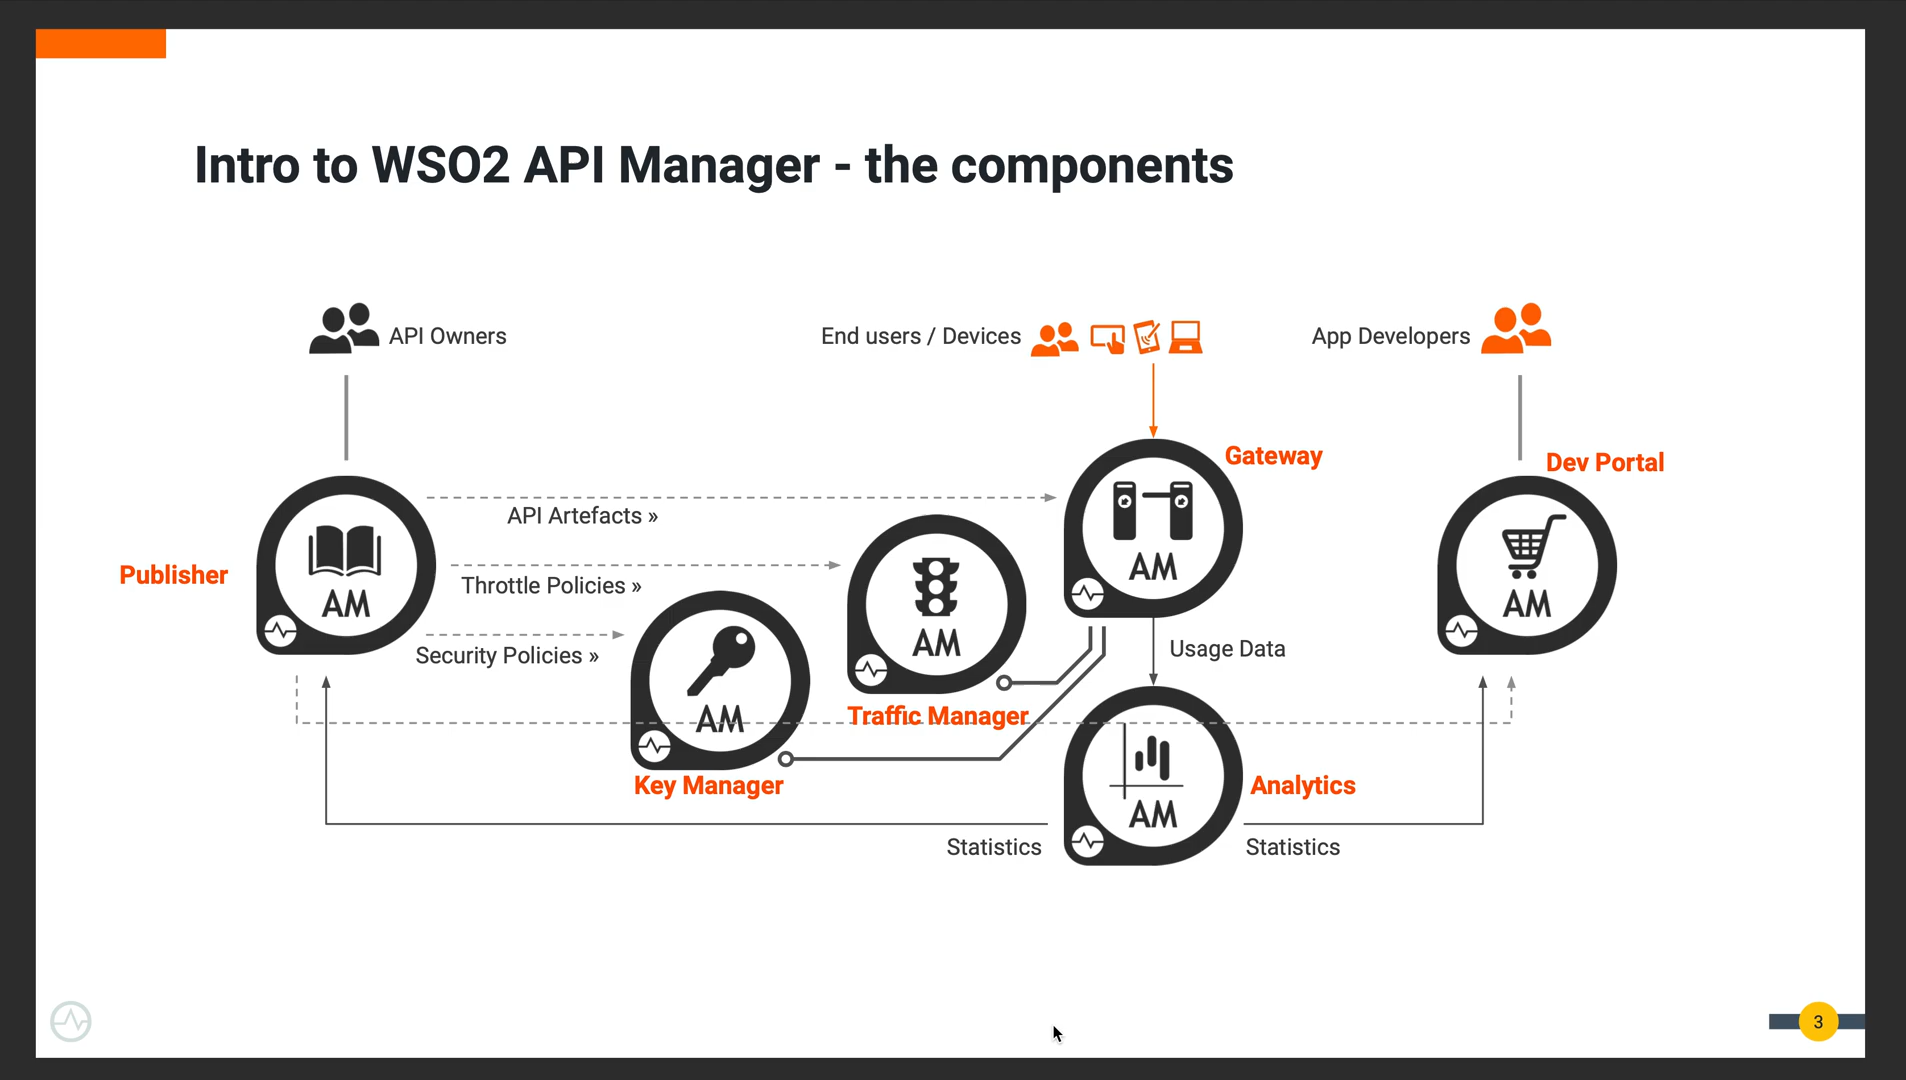 Intro to WSO2 API Manager - the components
API Owners
End users / Devices
App Developers
Gateway
Dev Portal
API Artefacts »
Publisher
Throttle Policies »
Security Policies »
AM
AM
AM
AM
AM
AM
Usage Data
Traffic Manager
Key Manager
Analytics
Statistics
Statistics
3